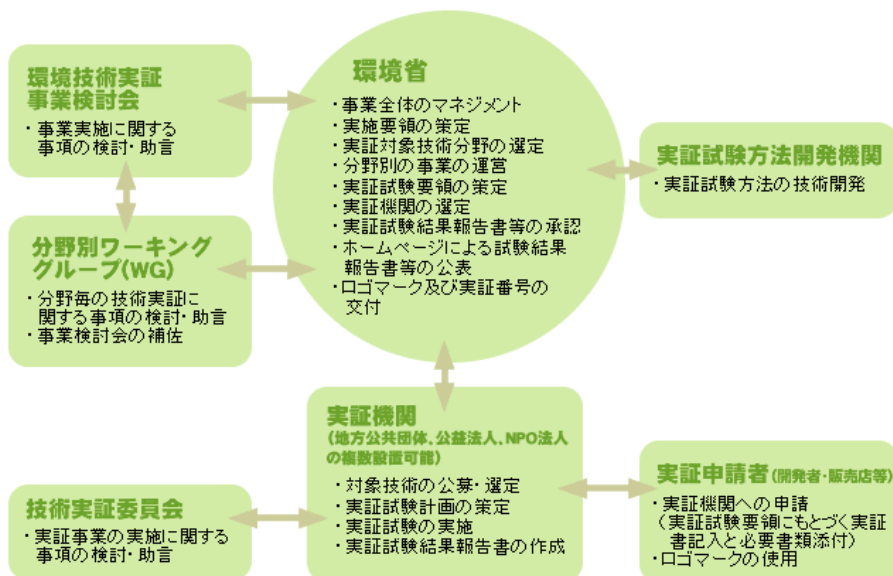 環境技術実証
事業検討会
・事業実施に関する
事項の検討・助言
環境省
・事業全体のマネジメント
・実施要領の策定
・実証対象技術分野の選定
・分野別の事業の運営
・実証試験要領の策定
・実証機関の選定
・実証試験結果報告書等の承認
・ホームページによる試験結果
報告書等の公表
・ロゴマーク及び実証番号の
交付
実証試験方法開発機関
・実証試験方法の技術開発
分野別ワーキング
グループ(WG)
・分野毎の技術実証に
関する事項の検討・助言
・事業検討会の補佐
実証機関
(地方公共団体、公益法人、NPO法人
の複数設置可能)
・対象技術の公募・選定
・実証試験計画の策定
・実証試験の実施
・実証試験結果報告書の作成
技術実証委員会
・実証事業の実施に関する
事項の検討・助言
実証申請者(開発者・販売店等)
・実証機関への申請
(実証試験要領にもとづく実証
書記入と必要書類添付)
・ロゴマークの使用